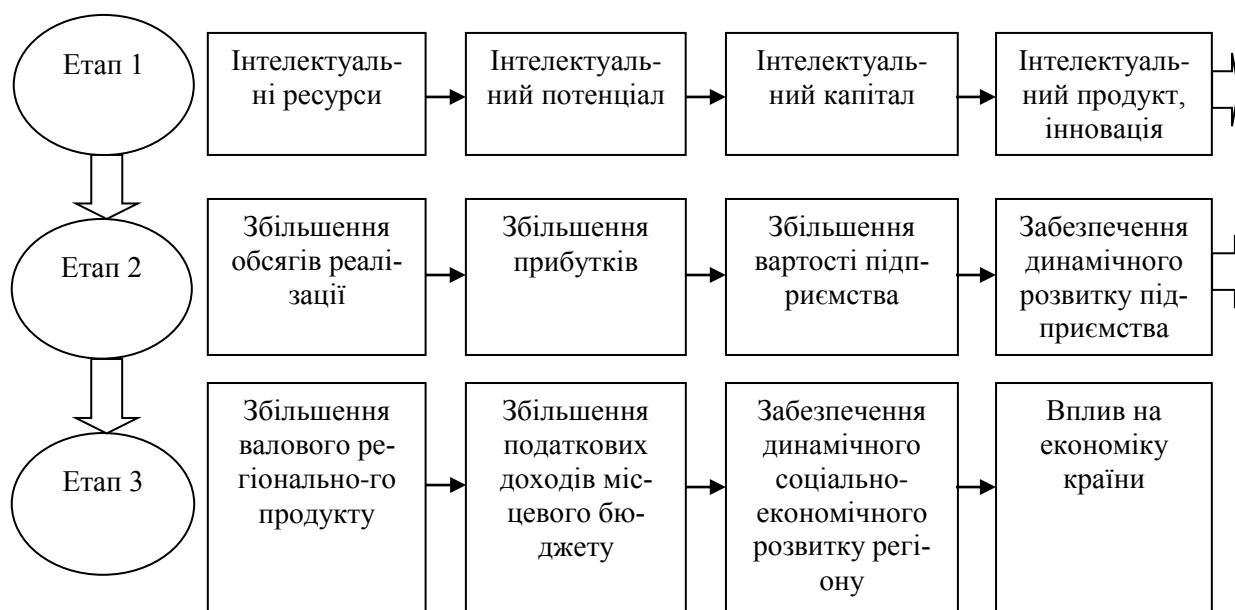 Етап 1
Інтелектуаль-
ні ресурси
Інтелектуаль-
ний потенціал
Інтелектуаль-
ний капітал
Інтелектуаль-
ний продукт,
інновація
Етап 2
Збільшення
обсягів реалі-
зації
Збільшення
прибутків
Збільшення
вартості підп-
риємства
Забезпечення
динамічного
розвитку під-
приємства
Етап 3
Збільшення
валового ре-
гіонально-го
продукту
Збільшення
податкових
доходів міс-
цевого бю-
джету
Забезпечення
динамічного
соціально-
економічного
розвитку регі-
ону
Вплив на
економіку
країни